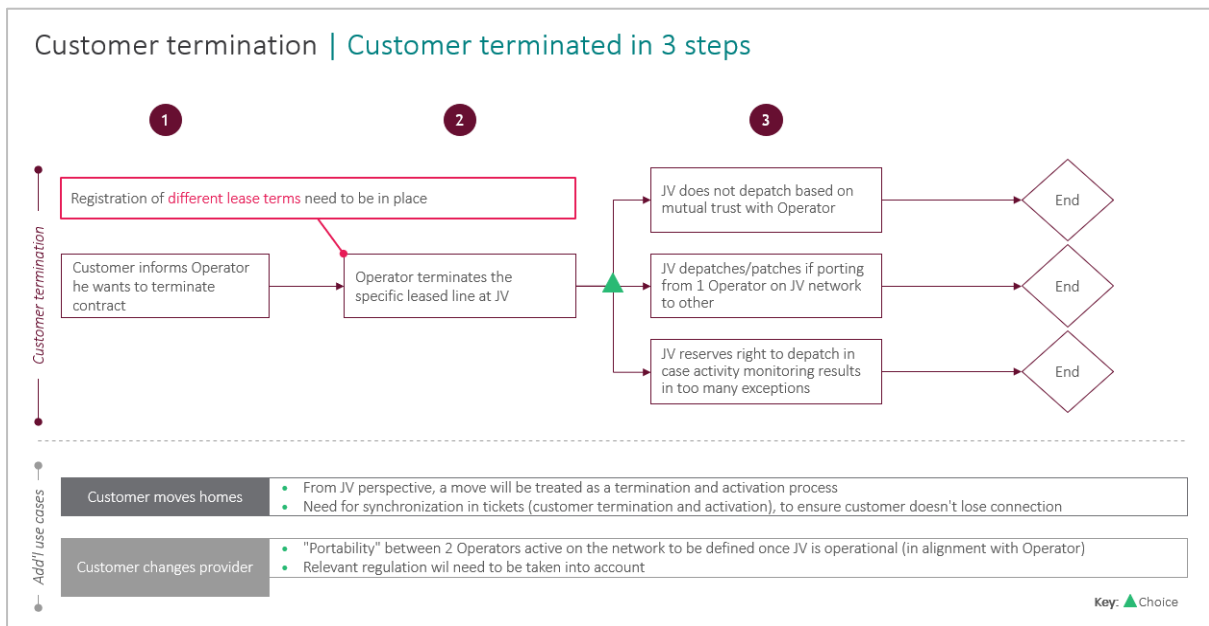 Customer termination | Customer terminated in 3 steps
1
2
3
Customer termination
Registration of different lease terms need to be in place
Customer informs Operator
he wants to terminate
contract
Operator terminates the
specific leased line at JV
JV does not depatch based on
mutual trust with Operator
End
JV depatches/patches if porting
from 1 Operator on JV network
to other
End
JV reserves right to depatch in
case activity monitoring results
in too many exceptions
End
Add'l use cases
Customer moves homes
• From JV perspective, a move will be treated as a termination and activation process
• Need for synchronization in tickets (customer termination and activation), to ensure customer doesn't lose connection
Customer changes provider
• "Portability" between 2 Operators active on the network to be defined once JV is operational (in alignment with Operator)
• Relevant regulation wil need to be taken into account
Key: Choice